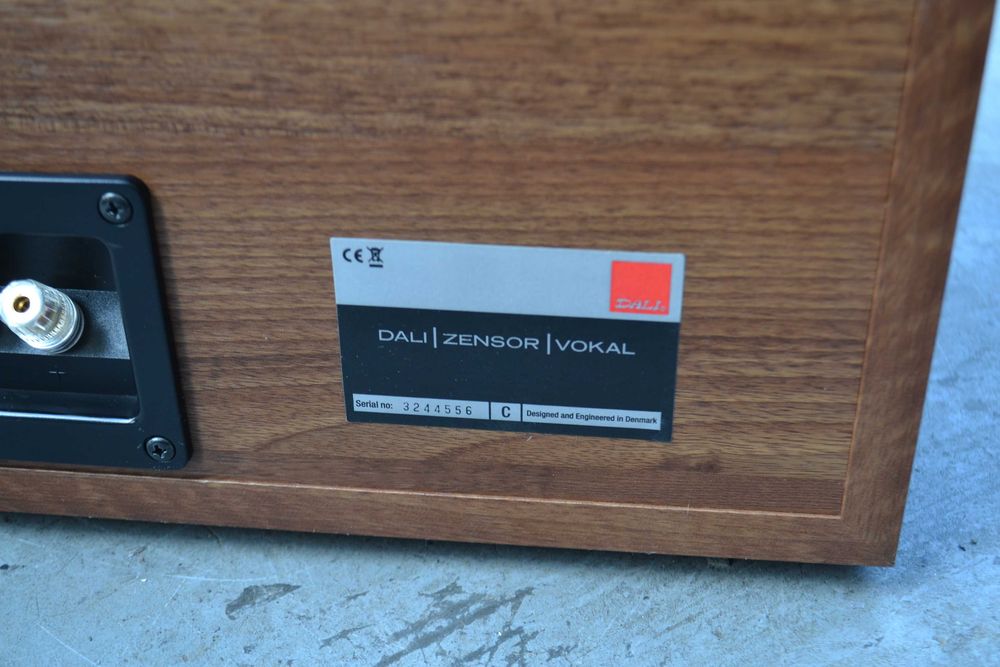 CE
DALI
DALI|ZENSOR|VOKAL
Serial no: 3244556 C Designed and Engineered in Denmark
+